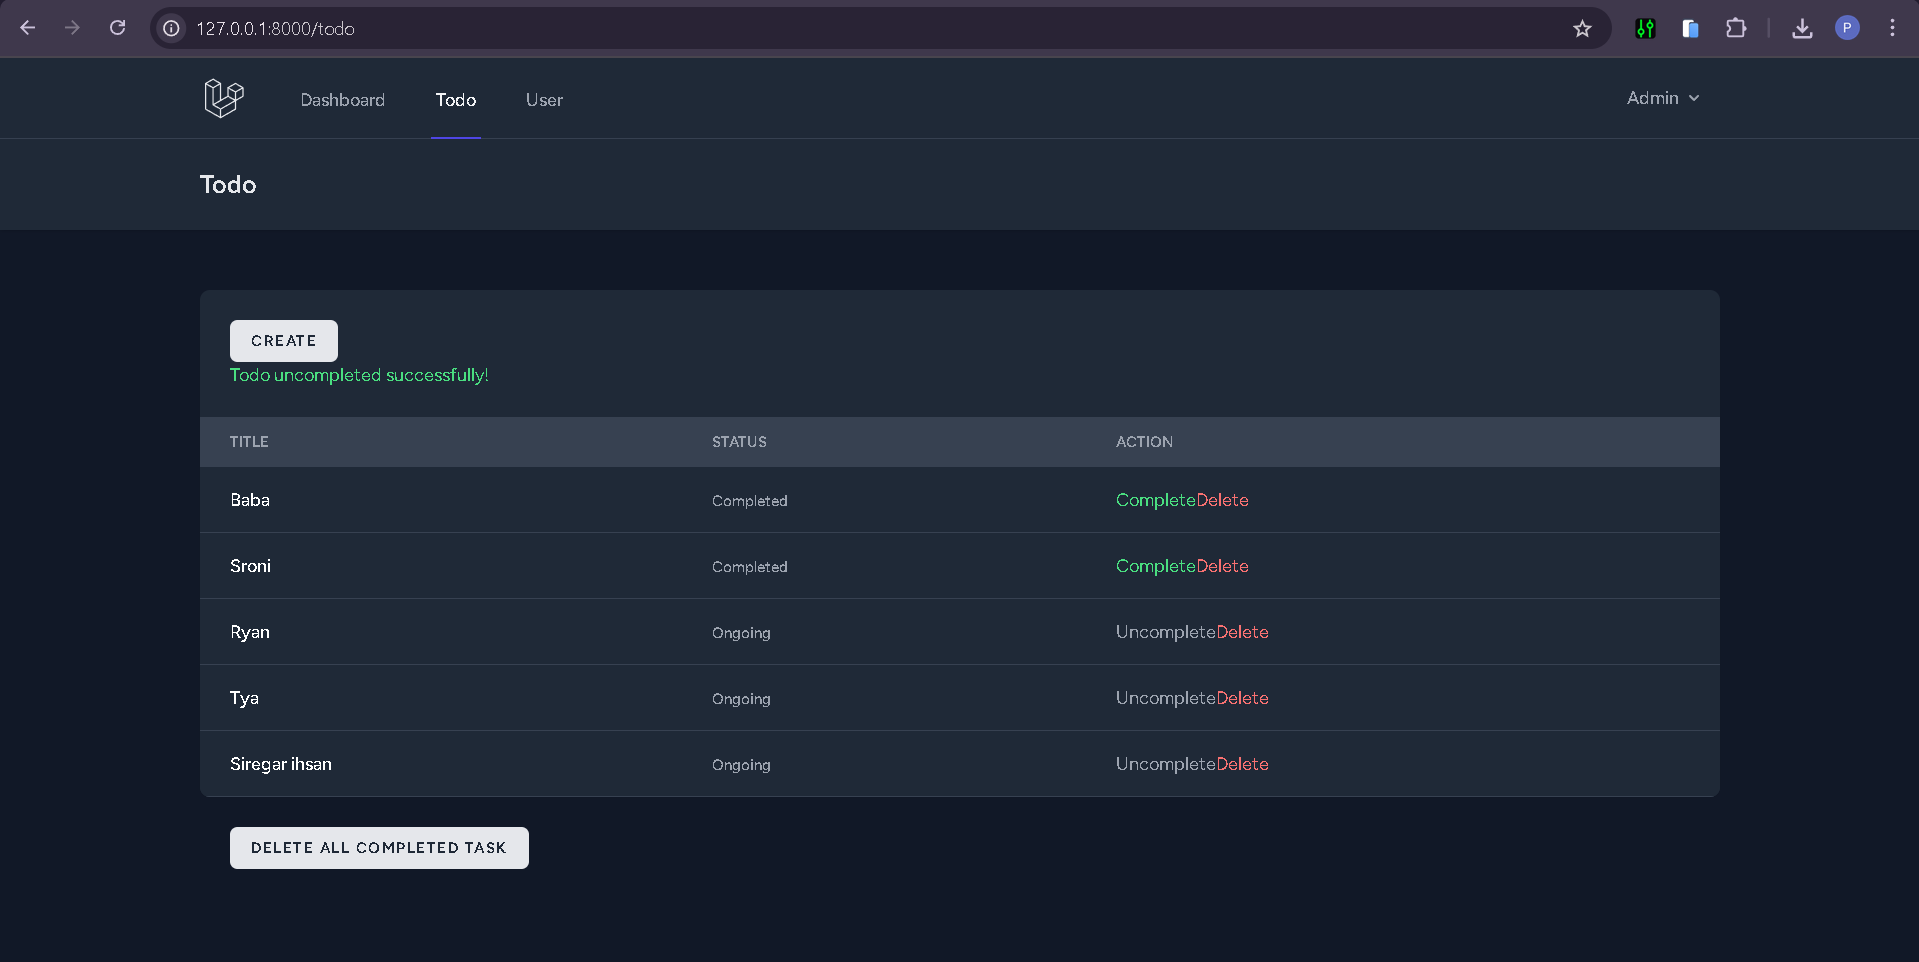 127.0.0.1:8000/todo
P
Dashboard Todo User Admin
Todo
CREATE
Todo uncompleted successfully!
TITLE STATUS ACTION
Baba Completed CompleteDelete
Sroni Completed CompleteDelete
Ryan Ongoing UncompleteDelete
Tya Ongoing UncompleteDelete
Siregar ihsan Ongoing UncompleteDelete
DELETE ALL COMPLETED TASK